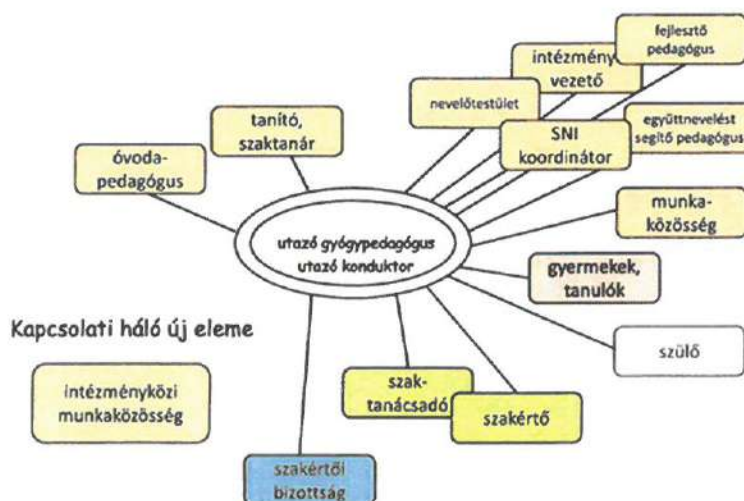 fejlesztő
pedagógus
intézmény
vezető
nevelőtestület
együttnevelést
segítő pedagógus
SNI
koordinátor
tanító,
szaktanár
óvoda-
pedagógus
munka-
közösség
utazó gyógypedagógus
utazó konduktor
gyermekek,
tanulók
Kapcsolati háló új eleme
szülő
intézményközi
munkaközösség
szak-
tanácsadó
szakértő
szakértői
bizottság